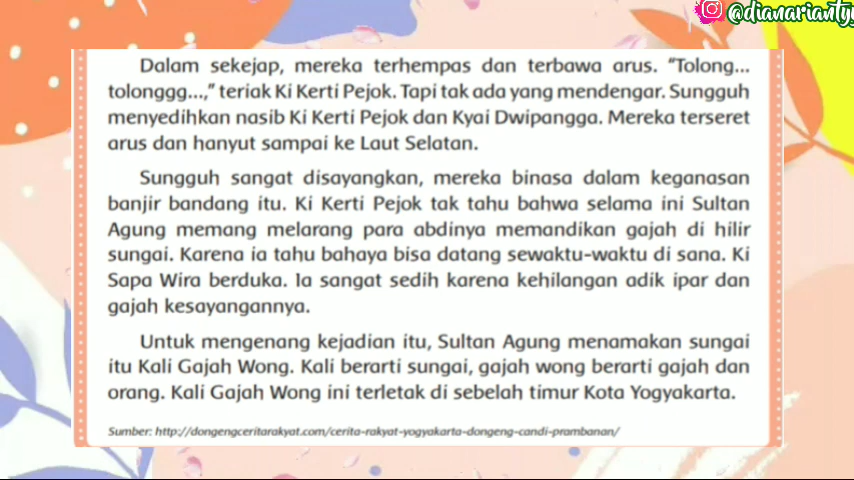 @dianarianty
Dalam sekejap, mereka terhempas dan terbawa arus. “Tolong...
tolonggg...,” teriak Ki Kerti Pejok. Tapi tak ada yang mendengar. Sungguh
menyedihkan nasib Ki Kerti Pejok dan Kyai Dwipangga. Mereka terseret
arus dan hanyut sampai ke Laut Selatan.
Sungguh sangat disayangkan, mereka binasa dalam keganasan
banjir bandang itu. Ki Kerti Pejok tak tahu bahwa selama ini Sultan
Agung memang melarang para abdinya memandikan gajah di hilir
sungai. Karena ia tahu bahaya bisa datang sewaktu-waktu di sana. Ki
Sapa Wira berduka. Ia sangat sedih karena kehilangan adik ipar dan
gajah kesayangannya.
Untuk mengenang kejadian itu, Sultan Agung menamakan sungai
itu Kali Gajah Wong. Kali berarti sungai, gajah wong berarti gajah dan
orang. Kali Gajah Wong ini terletak di sebelah timur Kota Yogyakarta.
Sumber: http://dongengceritarakyat.com/cerita-rakyat-yogyakarta-dongeng-candi-prambanan/